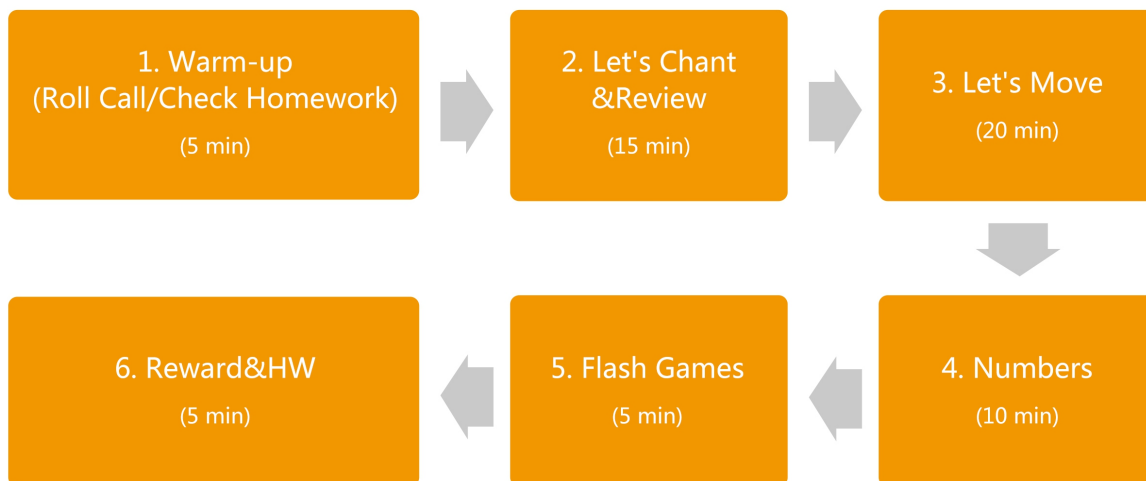 1. Warm-up
(Roll Call/Check Homework)
(5 min)
2. Let's Chant
&Review
(15 min)
3. Let's Move
(20 min)
4. Numbers
(10 min)
5. Flash Games
(5 min)
6. Reward&HW
(5 min)